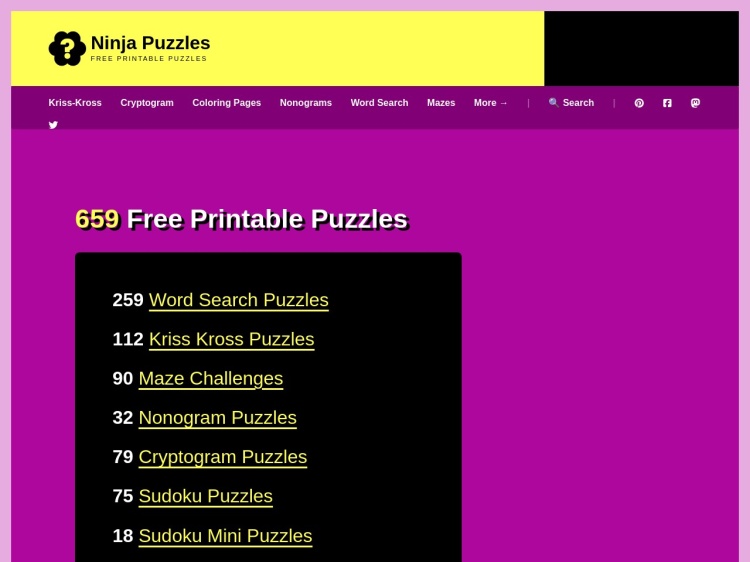 Ninja Puzzles
FREE PRINTABLE PUZZLES
Kriss-Kross Cryptogram Coloring Pages Nonograms Word Search Mazes More → | 🔍 Search |
659 Free Printable Puzzles
259 Word Search Puzzles
112 Kriss Kross Puzzles
90 Maze Challenges
32 Nonogram Puzzles
79 Cryptogram Puzzles
75 Sudoku Puzzles
18 Sudoku Mini Puzzles